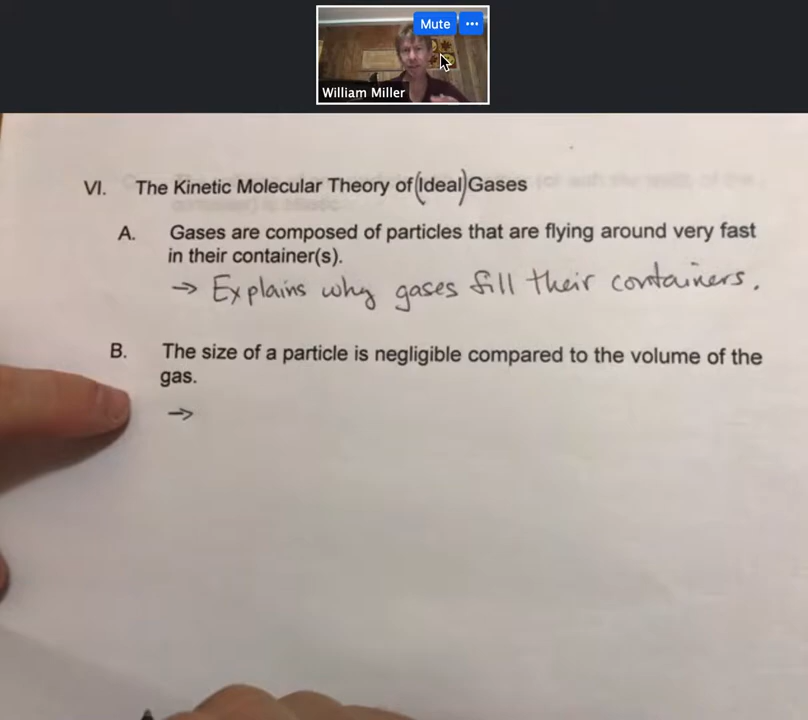 Mute ...
William Miller
VI. The Kinetic Molecular Theory of (Ideal) Gases
A. Gases are composed of particles that are flying around very fast
in their container(s).
→ Explains why gases fill their containers.
B. The size of a particle is negligible compared to the volume of the
gas.
→